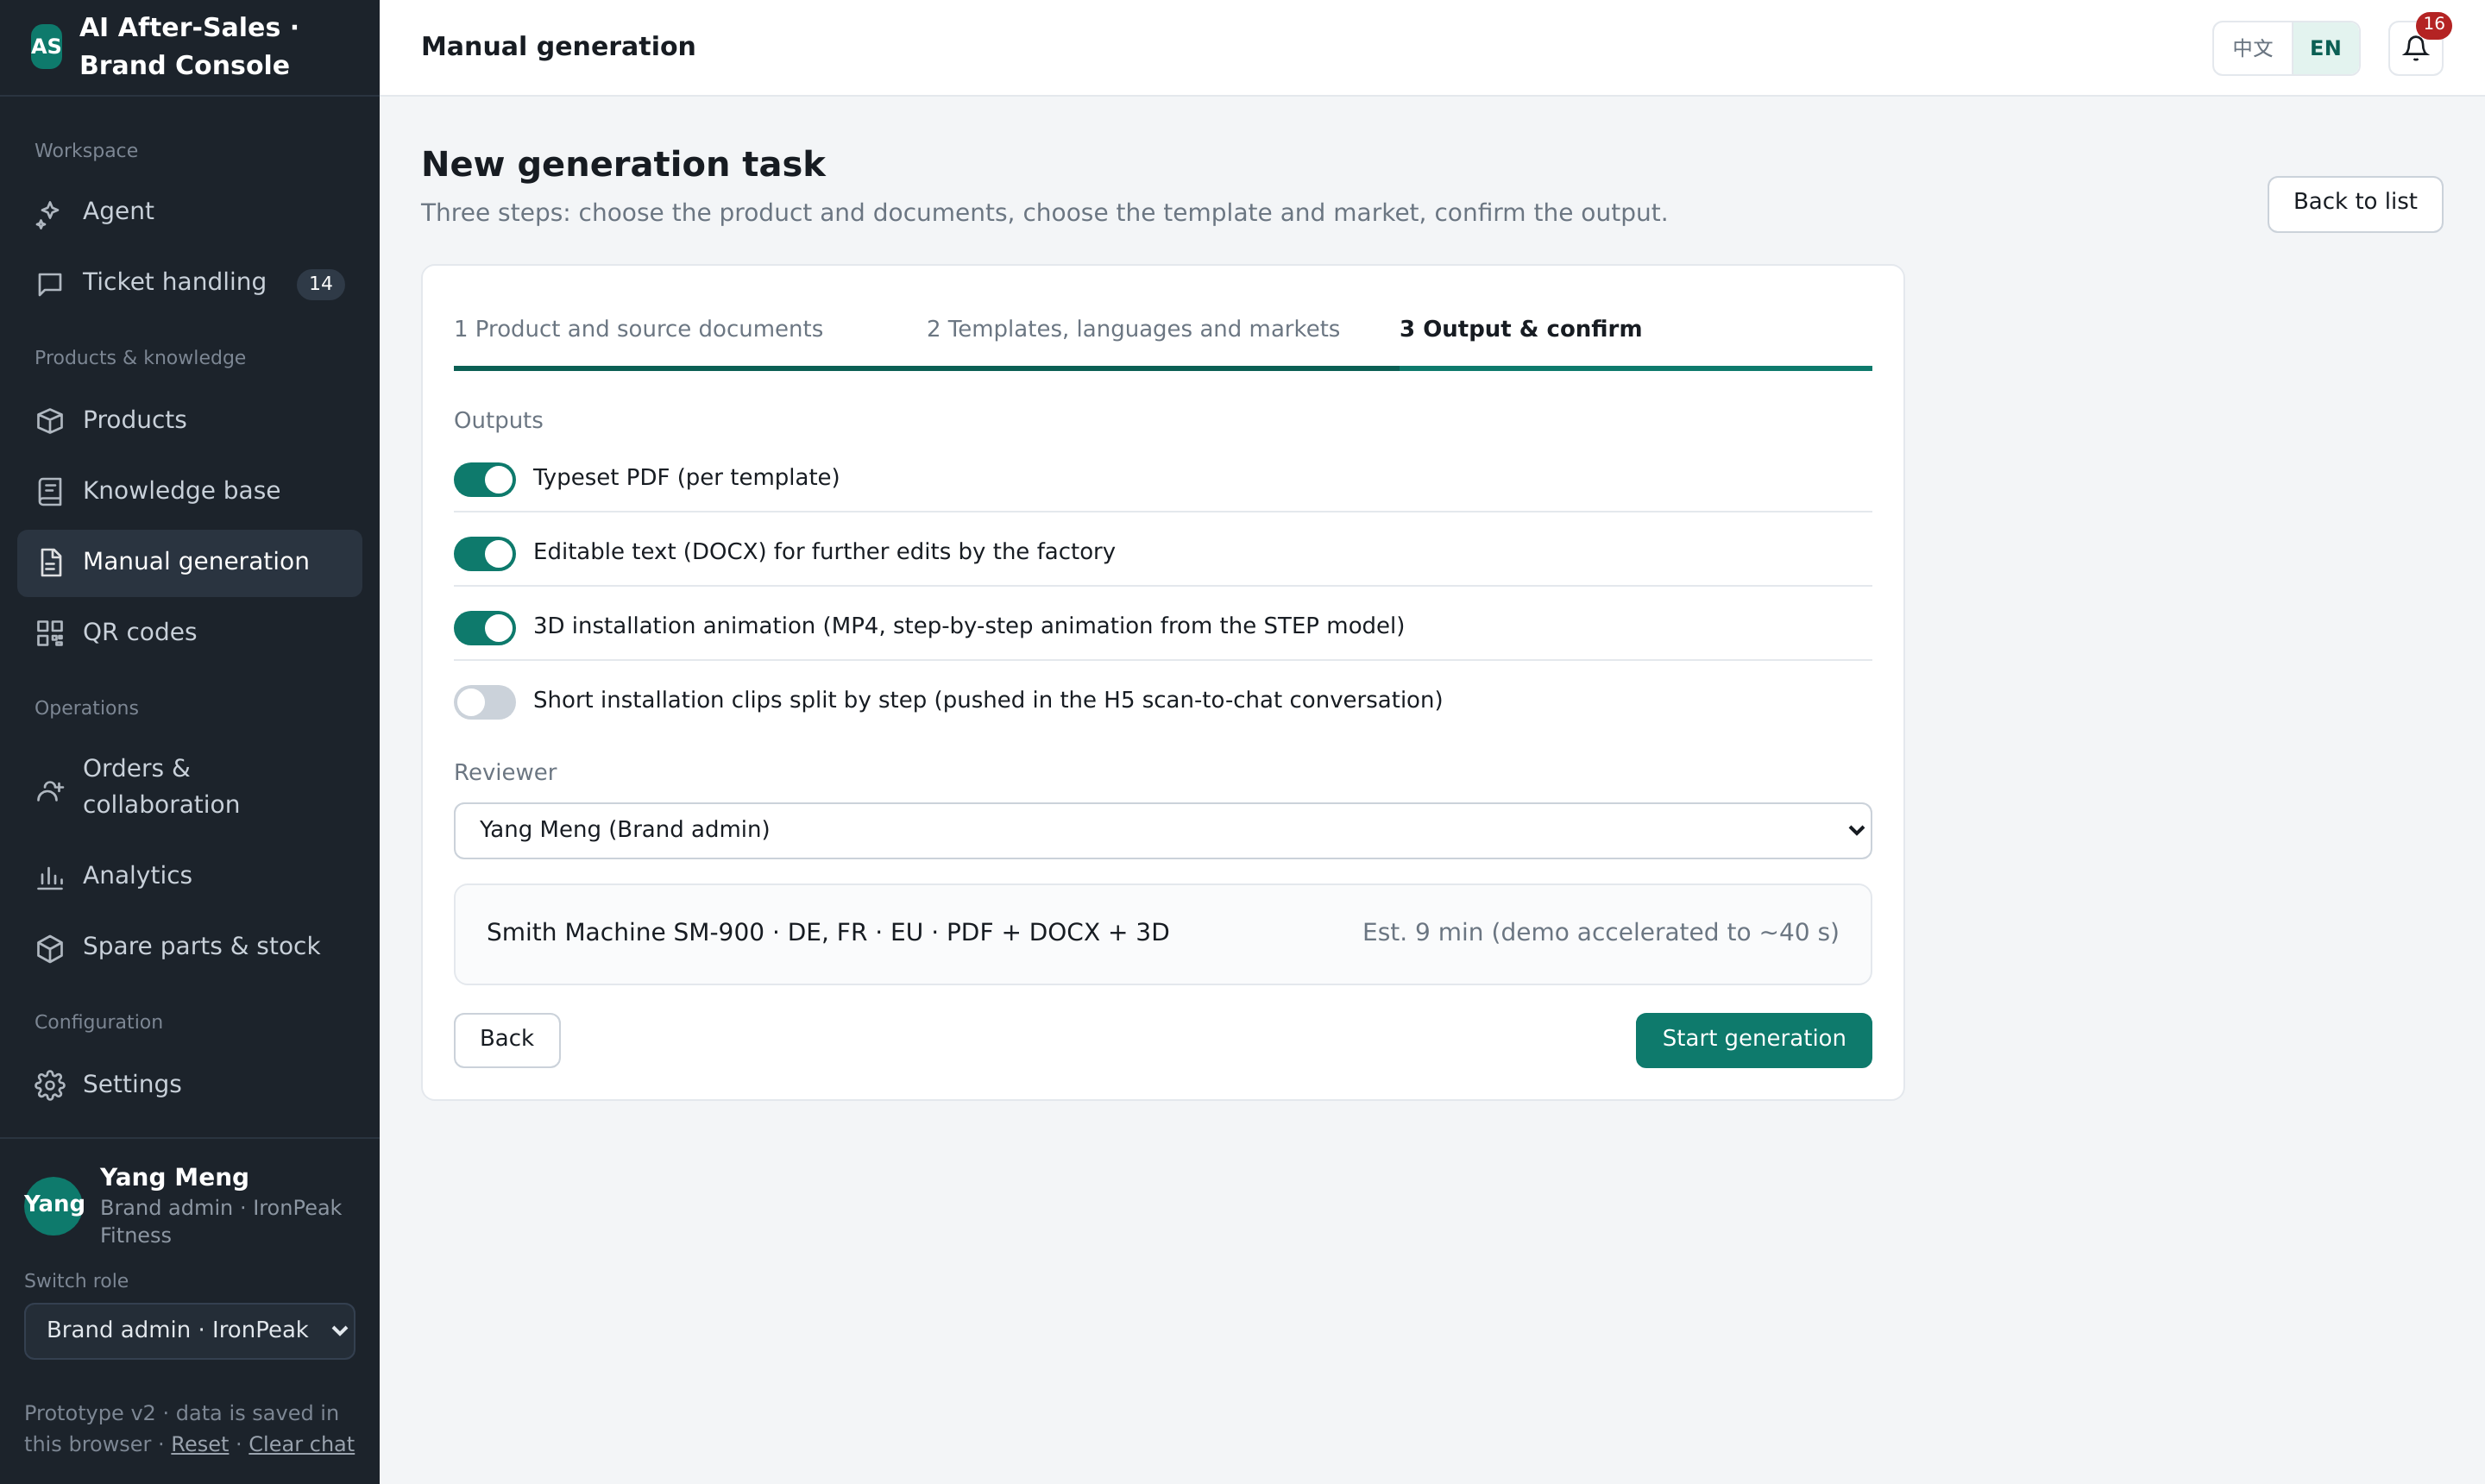 AS
AI After-Sales ·
Brand Console
Workspace
Agent
Ticket handling 14
Products & knowledge
Products
Knowledge base
Manual generation
QR codes
Operations
Orders &
collaboration
Analytics
Spare parts & stock
Configuration
Settings
Yang
Yang Meng
Brand admin · IronPeak
Fitness
Switch role
Brand admin · IronPeak
Prototype v2 · data is saved in
this browser · Reset · Clear chat
Manual generation
中文 EN 16
New generation task
Three steps: choose the product and documents, choose the template and market, confirm the output.
Back to list
1 Product and source documents
2 Templates, languages and markets
3 Output & confirm
Outputs
Typeset PDF (per template)
Editable text (DOCX) for further edits by the factory
3D installation animation (MP4, step-by-step animation from the STEP model)
Short installation clips split by step (pushed in the H5 scan-to-chat conversation)
Reviewer
Yang Meng (Brand admin)
Smith Machine SM-900 · DE, FR · EU · PDF + DOCX + 3D
Est. 9 min (demo accelerated to ~40 s)
Back
Start generation